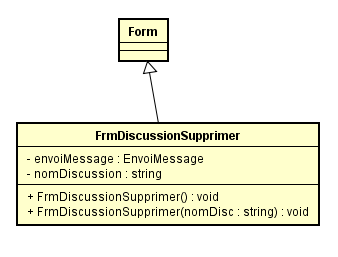 Form
FrmDiscussionSupprimer
- envoiMessage : EnvoiMessage
- nomDiscussion : string
+ FrmDiscussionSupprimer() : void
+ FrmDiscussionSupprimer(nomDisc : string) : void